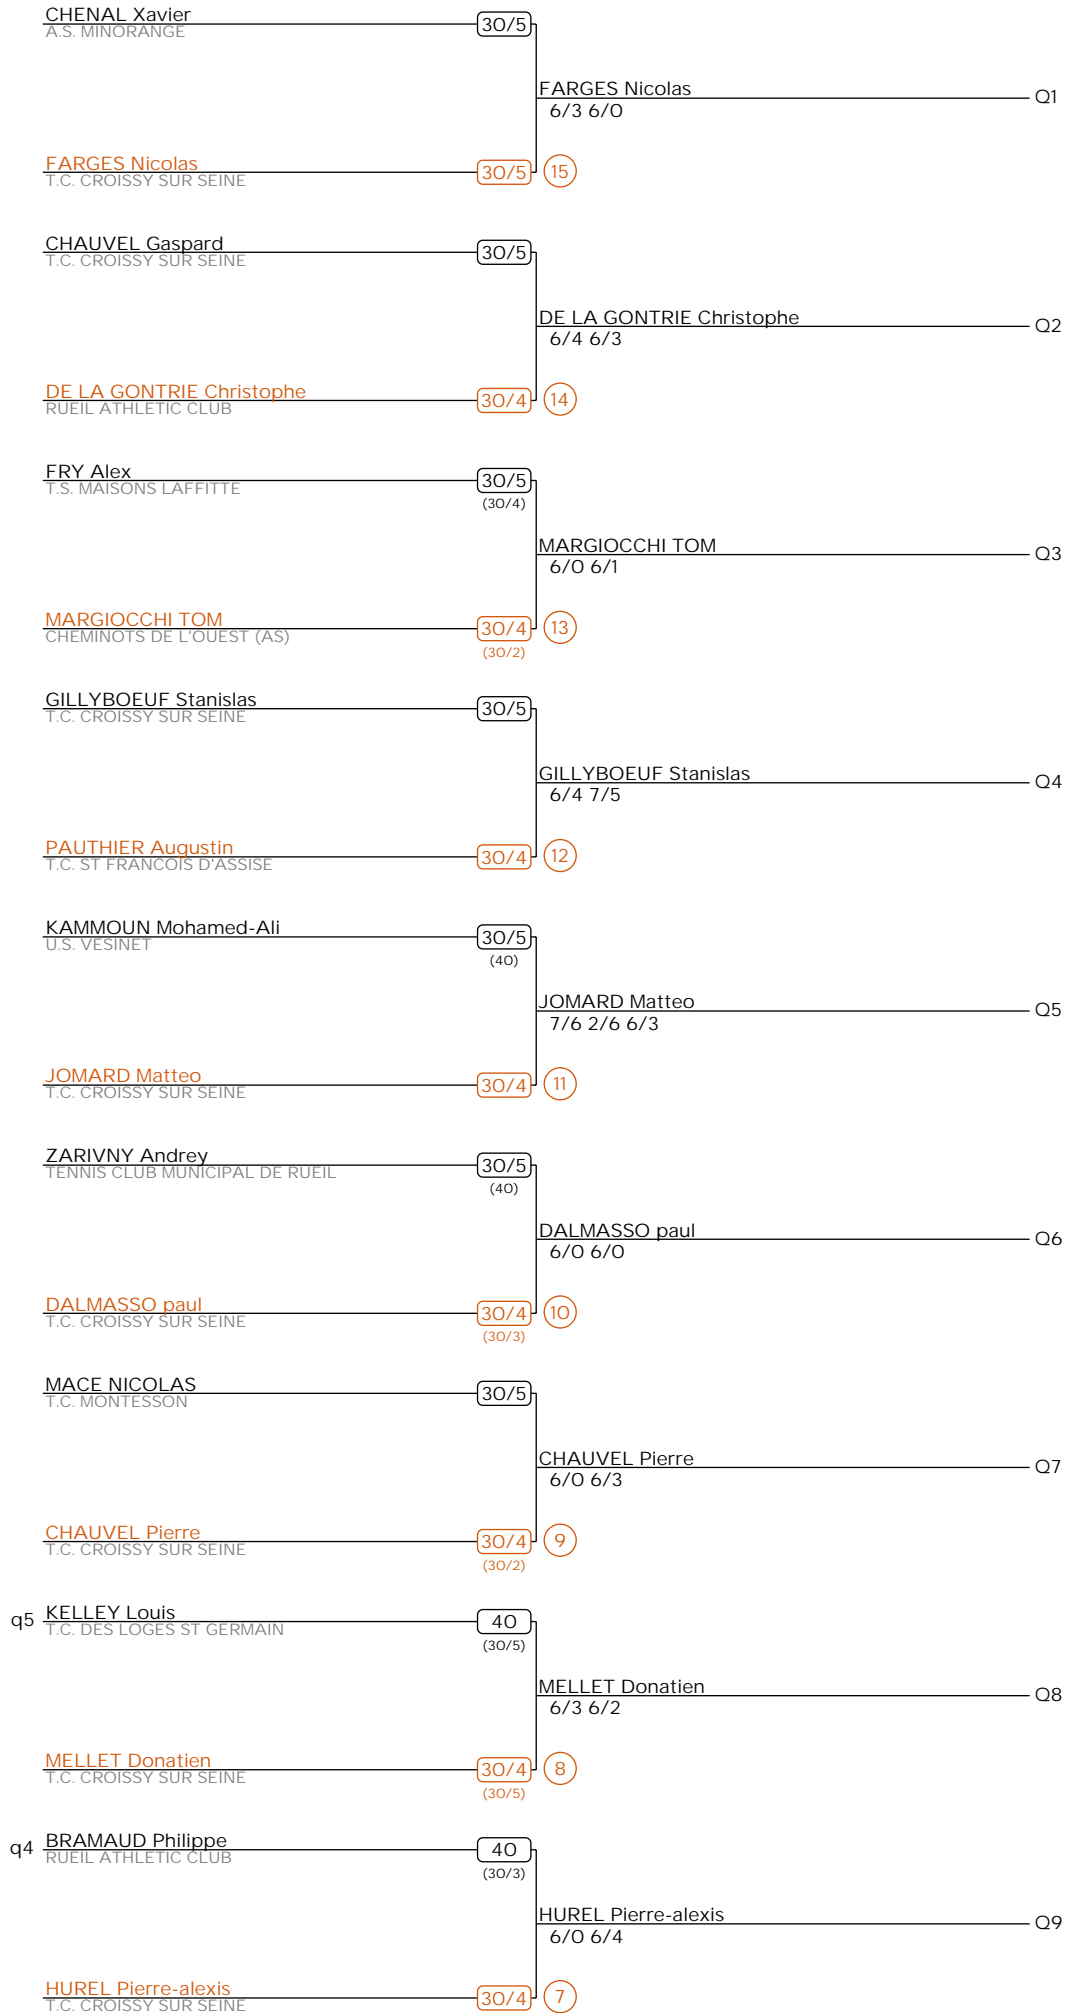 CHENAL Xavier
A.S. MINORANGE
30/5
FARGES Nicolas
6/3 6/0
Q1
FARGES Nicolas
T.C. CROISSY SUR SEINE
30/5
15
CHAUVEL Gaspard
T.C. CROISSY SUR SEINE
30/5
DE LA GONTRIE Christophe
6/4 6/3
Q2
DE LA GONTRIE Christophe
RUEIL ATHLETIC CLUB
30/4
14
FRY Alex
T.S. MAISONS LAFFITTE
30/5
(30/4)
MARGIOCCHI TOM
6/0 6/1
Q3
MARGIOCCHI TOM
CHEMINOTS DE L'OUEST (AS)
30/4
13
(30/2)
GILLYBOEUF Stanislas
T.C. CROISSY SUR SEINE
30/5
GILLYBOEUF Stanislas
6/4 7/5
Q4
PAUTHIER Augustin
T.C. ST FRANCOIS D'ASSISE
30/4
12
KAMMOUN Mohamed-Ali
U.S. VESINET
30/5
(40)
JOMARD Matteo
7/6 2/6 6/3
Q5
JOMARD Matteo
T.C. CROISSY SUR SEINE
30/4
11
ZARIVNY Andrey
TENNIS CLUB MUNICIPAL DE RUEIL
30/5
(40)
DALMASSO paul
6/0 6/0
Q6
DALMASSO paul
T.C. CROISSY SUR SEINE
30/4
10
(30/3)
MACE NICOLAS
T.C. MONTESSON
30/5
CHAUVEL Pierre
6/0 6/3
Q7
CHAUVEL Pierre
T.C. CROISSY SUR SEINE
30/4
9
(30/2)
q5
KELLEY Louis
T.C. DES LOGES ST GERMAIN
40
(30/5)
MELLET Donatien
6/3 6/2
Q8
MELLET Donatien
T.C. CROISSY SUR SEINE
30/4
8
(30/5)
q4
BRAMAUD Philippe
RUEIL ATHLETIC CLUB
40
(30/3)
HUREL Pierre-alexis
6/0 6/4
Q9
HUREL Pierre-alexis
T.C. CROISSY SUR SEINE
30/4
7